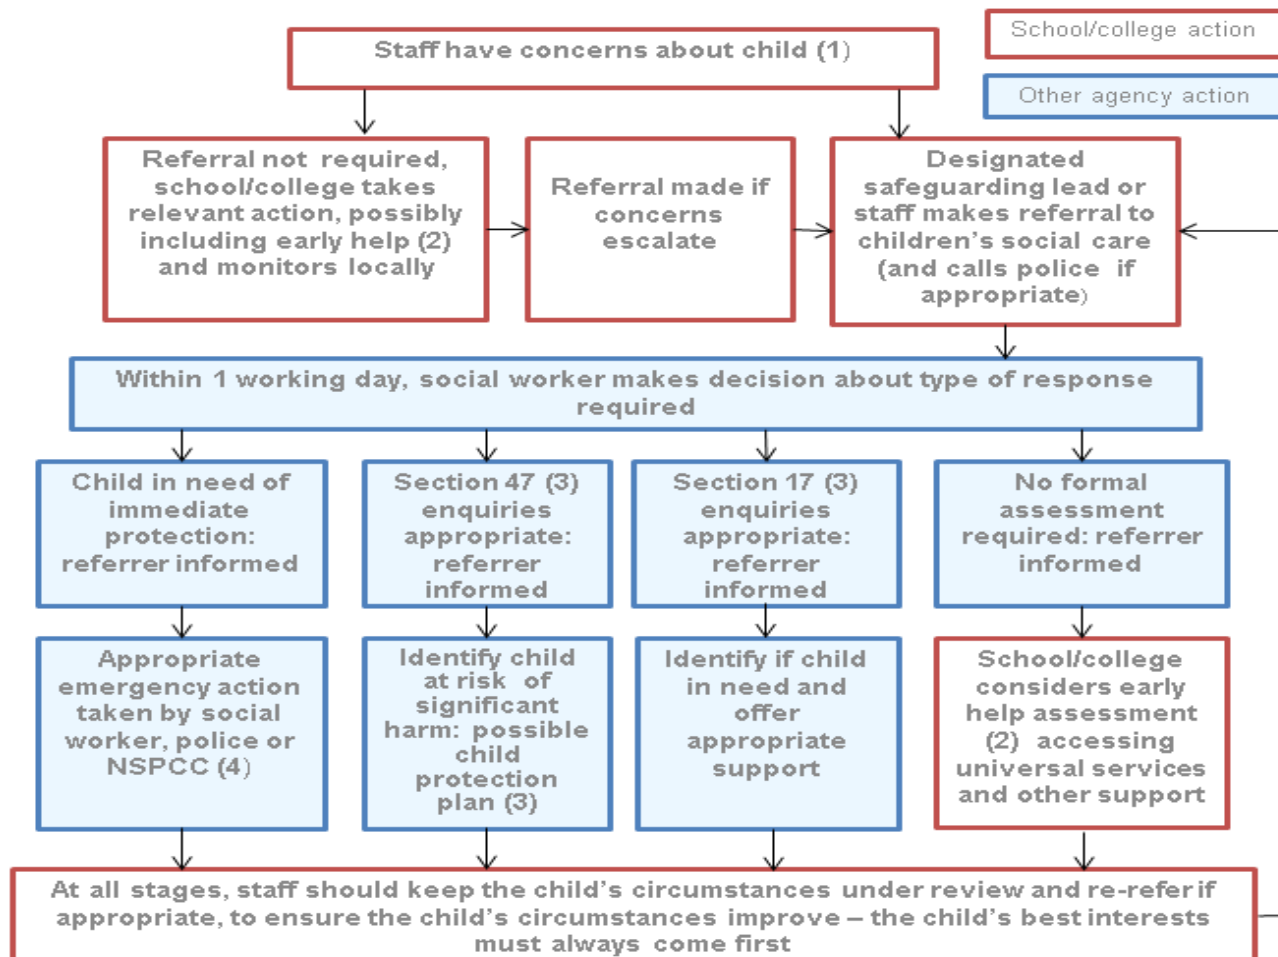 Staff have concerns about child (1)
School/college action
Other agency action
Referral not required,
school/college takes
relevant action, possibly
including early help (2)
and monitors locally
Referral made if
concerns
escalate
Designated
safeguarding lead or
staff makes referral to
children’s social care
(and calls police if
appropriate)
Within 1 working day, social worker makes decision about type of response
required
Child in need of
immediate
protection:
referrer informed
Section 47 (3)
enquiries
appropriate:
referrer
informed
Section 17 (3)
enquiries
appropriate:
referrer
informed
No formal
assessment
required: referrer
informed
Appropriate
emergency action
taken by social
worker, police or
NSPCC (4)
Identify child
at risk of
significant
harm: possible
child
protection
plan (3)
Identify if child
in need and
offer
appropriate
support
School/college
considers early
help assessment
(2) accessing
universal services
and other support
At all stages, staff should keep the child’s circumstances under review and re-refer if
appropriate, to ensure the child’s circumstances improve – the child’s best interests
must always come first